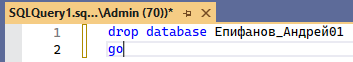 SQLQuery1.sq...\Admin (70))*
1 drop database Епифанов_Андрей01
2 go